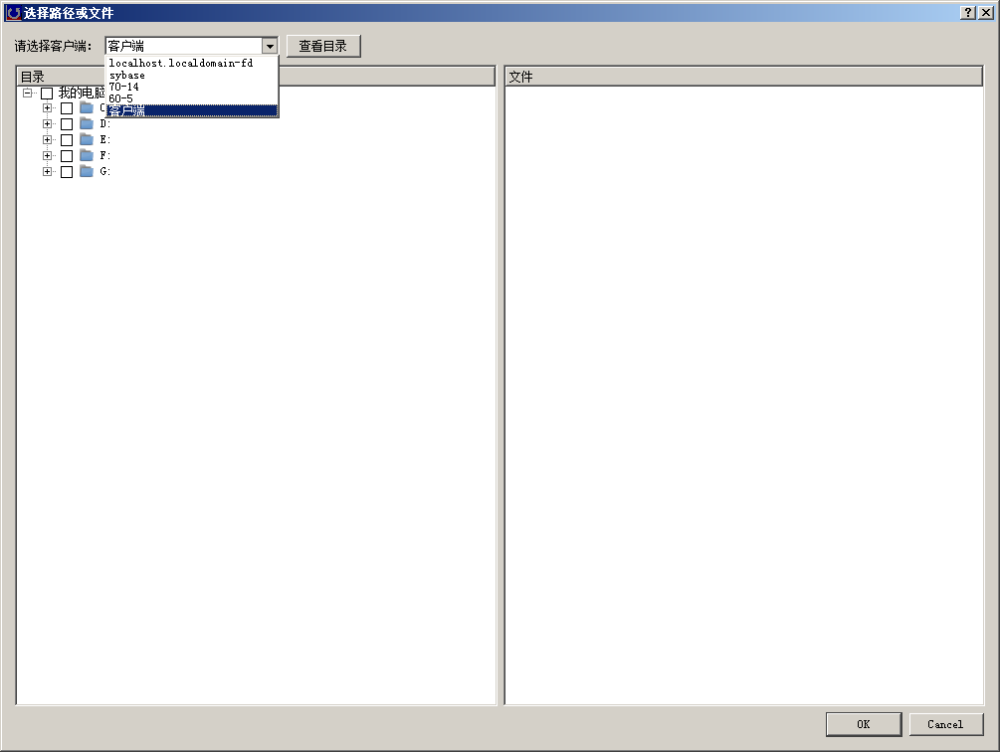 选择路径或文件
请选择客户端: 客户端 查看目录
localhost.localdomain-fd
sybase
70-14
60-5
客户端
目录 文件
我的电脑
C
D:
E:
F:
G:
OK Cancel